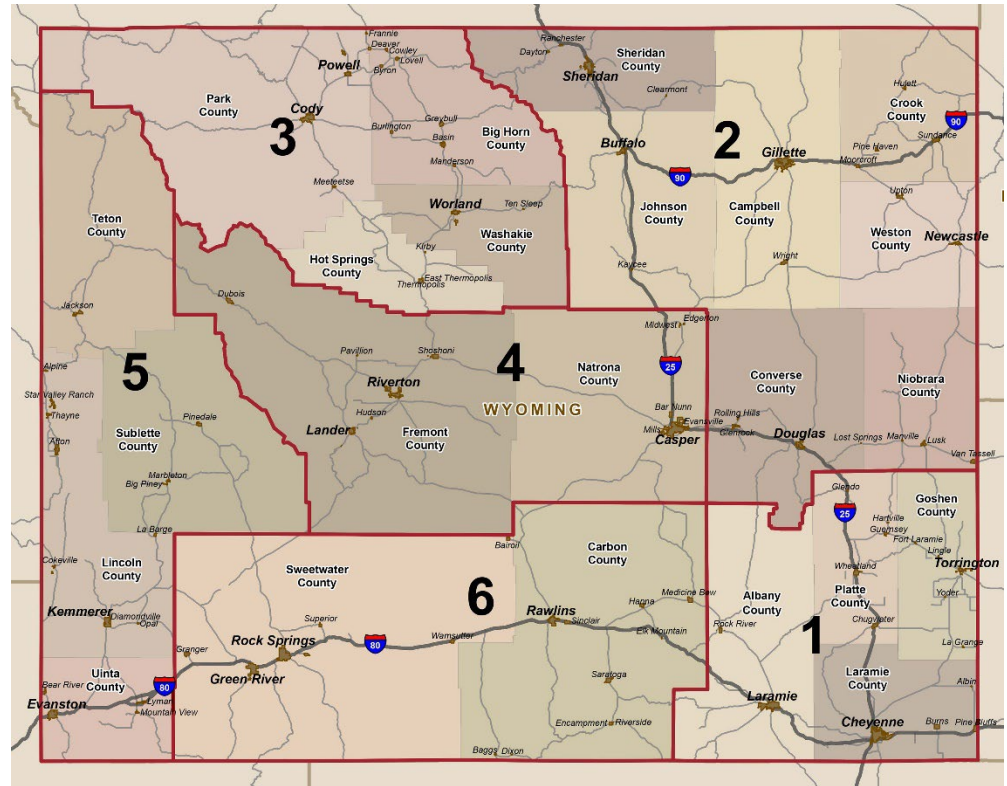 Frannie
Deaver
Cowley
Lovell
Byron
Powell
Park
County
Cody
3
Burlington
Greybull
Basin
Big Horn
County
Manderson
Meeteetse
Worland
Ten Sleep
Washakie
County
Kirby
Hot Springs
County
East Thermopolis
Thermopolis
Ranchester
Dayton
Sheridan
County
Sheridan
Clearmont
Buffalo
2
Gillette
90
Johnson
County
Campbell
County
Kaycee
Wright
Hulett
Crook
County
90
Sundance
Pine Haven
Moorcroft
Upton
Weston
County
Newcastle
Teton
County
Jackson
5
Alpine
Star Valley Ranch
Thayne
Afton
Sublette
County
Pinedale
Marbleton
Big Piney
La Barge
Lincoln
County
Cokeville
Kemmerer
Diamondville
Opal
Uinta
County
Bear River
Evanston
80
Lyman
Mountain View
Dubois
Pavillion
Shoshoni
4
Riverton
WYOMING
Hudson
Lander
Fremont
County
Natrona
County
Midwest
Edgerton
25
Bar Nunn
Evansville
Mills
Casper
Converse
County
Niobrara
County
Rolling Hills
Glenrock
Douglas
Lost Springs
Manville
Lusk
Van Tassell
Sweetwater
County
Bairoil
6
Superior
Rock Springs
Granger
Green River
80
Wamsutter
Carbon
County
Rawlins
Sinclair
Hanna
Medicine Bow
Elk Mountain
Saratoga
Encampment
Riverside
Baggs
Dixon
Glendo
25
Goshen
County
Hartville
Guernsey
Fort Laramie
Lingle
Torrington
Wheatland
Platte
County
Yoder
Albany
County
Rock River
1
Chugwater
La Grange
Laramie
County
Albin
Laramie
Cheyenne
Burns
Pine Bluffs